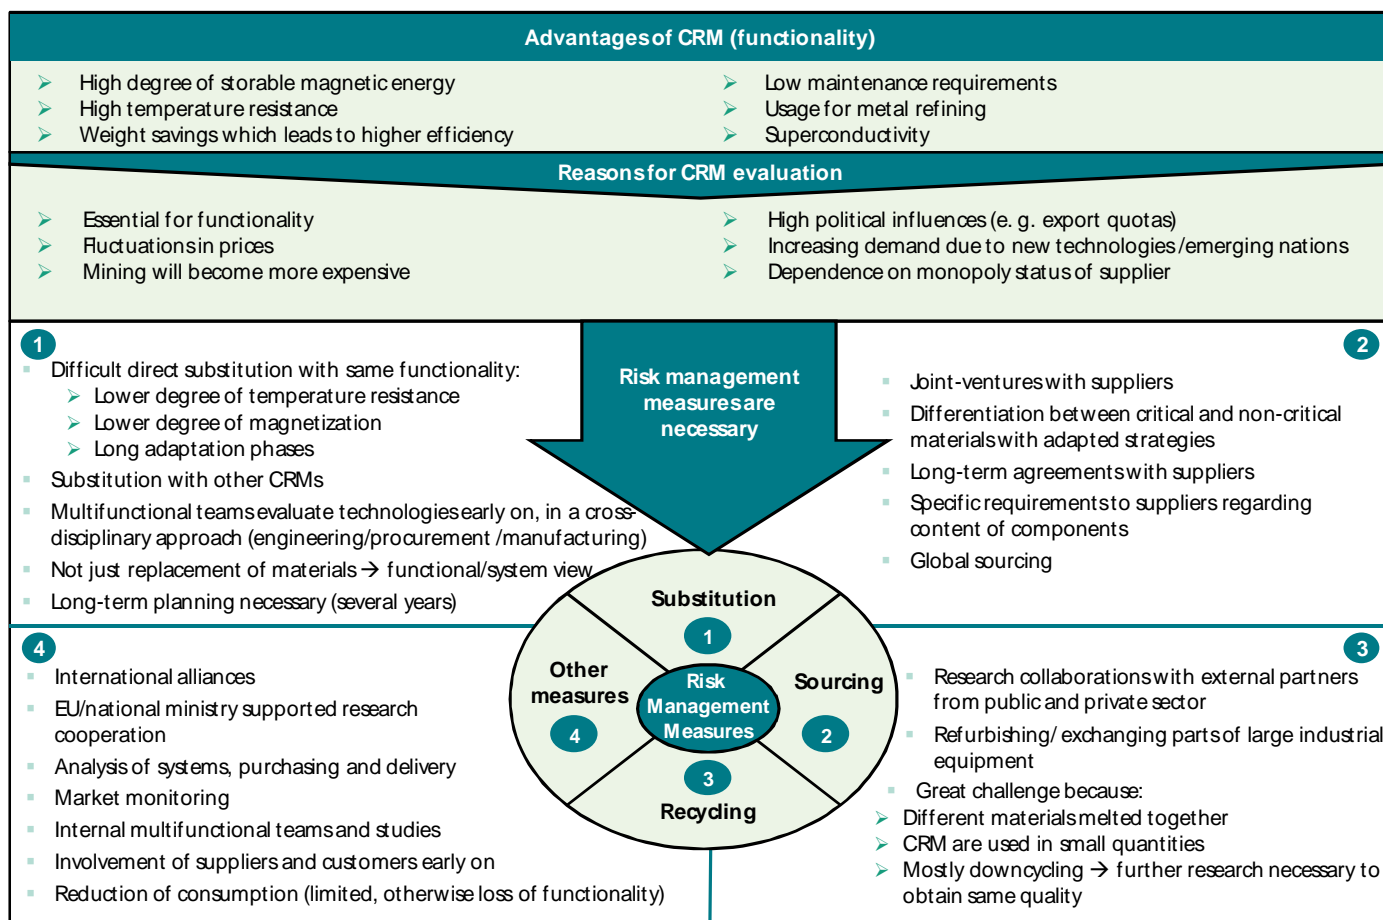 Advantages of CRM (functionality)
High degree of storable magnetic energy
High temperature resistance
Weight savings which leads to higher efficiency
Low maintenance requirements
Usage for metal refining
Superconductivity
Reasons for CRM evaluation
Essential for functionality
Fluctuations in prices
Mining will become more expensive
High political influences (e. g. export quotas)
Increasing demand due to new technologies /emerging nations
Dependence on monopoly status of supplier
Risk management
measures are
necessary
1
Difficult direct substitution with same functionality:
Lower degree of temperature resistance
Lower degree of magnetization
Long adaptation phases
Substitution with other CRMs
Multifunctional teams evaluate technologies early on, in a cross-
disciplinary approach (engineering/procurement /manufacturing)
Not just replacement of materials → functional/system view
Long-term planning necessary (several years)
2
Joint-ventures with suppliers
Differentiation between critical and non-critical
materials with adapted strategies
Long-term agreements with suppliers
Specific requirements to suppliers regarding
content of components
Global sourcing
Substitution
1
Other
measures
4
Risk
Management
Measures
Sourcing
2
3
Recycling
4
International alliances
EU/national ministry supported research
cooperation
Analysis of systems, purchasing and delivery
Market monitoring
Internal multifunctional teams and studies
Involvement of suppliers and customers early on
Reduction of consumption (limited, otherwise loss of functionality)
3
Research collaborations with external partners
from public and private sector
Refurbishing/ exchanging parts of large industrial
equipment
Great challenge because:
Different materials melted together
CRM are used in small quantities
Mostly downcycling → further research necessary to
obtain same quality